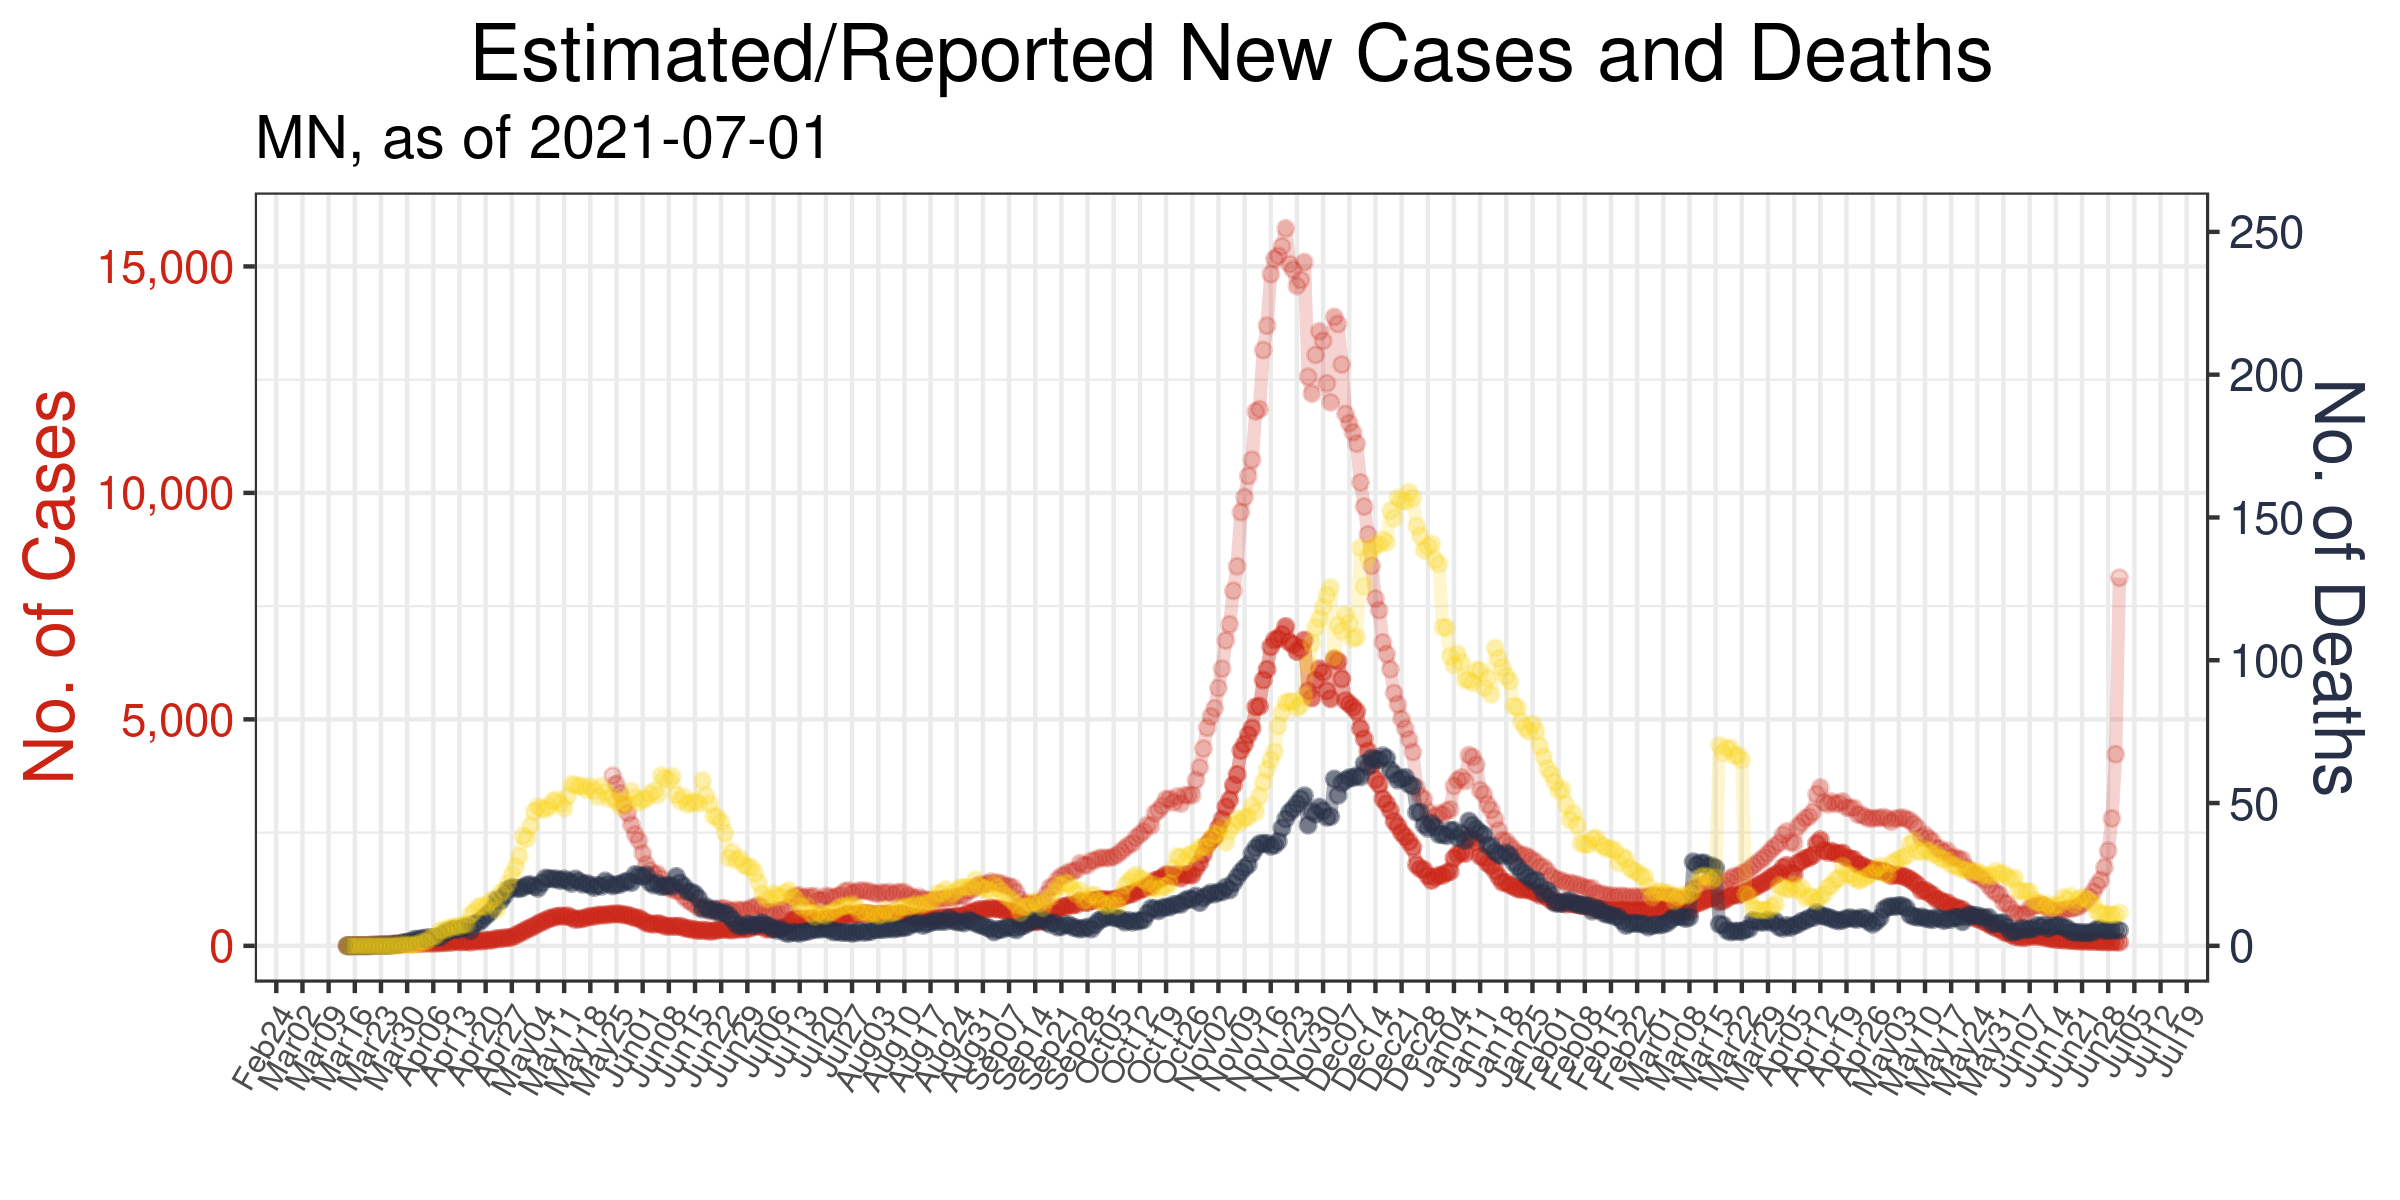 Estimated/Reported New Cases and Deaths
MN, as of 2021-07-01
No. of Cases
15,000
10,000
5,000
0
No. of Deaths
250
200
150
100
50
0
Feb24
Mar02
Mar09
Mar16
Mar23
Mar30
Apr06
Apr13
Apr20
Apr27
May04
May11
May18
May25
Jun01
Jun08
Jun15
Jun22
Jun29
Jul06
Jul13
Jul20
Jul27
Aug03
Aug10
Aug17
Aug24
Aug31
Sep07
Sep14
Sep21
Sep28
Oct05
Oct12
Oct19
Oct26
Nov02
Nov09
Nov16
Nov23
Nov30
Dec07
Dec14
Dec21
Dec28
Jan04
Jan11
Jan18
Jan25
Feb01
Feb08
Feb15
Feb22
Mar01
Mar08
Mar15
Mar22
Mar29
Apr05
Apr12
Apr19
Apr26
May03
May10
May17
May24
May31
Jun07
Jun14
Jun21
Jun28
Jul05
Jul12
Jul19